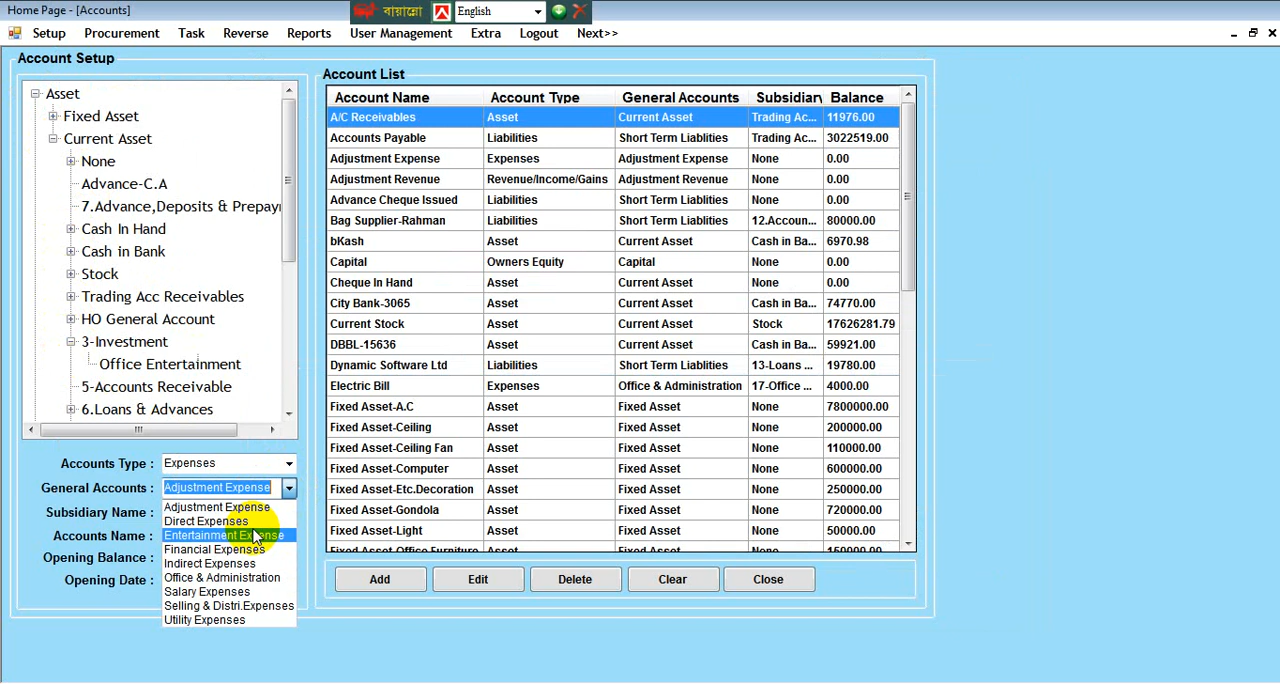 Home Page - [Accounts]
বায়ান্নো
English
Setup Procurement Task Reverse Reports User Management Extra Logout Next>>
Account Setup
Asset
Fixed Asset
Current Asset
None
Advance-C.A
7.Advance,Deposits & Prepayr
Cash In Hand
Cash in Bank
Stock
Trading Acc Receivables
HO General Account
3-Investment
Office Entertainment
5-Accounts Receivable
6.Loans & Advances
Accounts Type : Expenses
General Accounts : Adjustment Expense
Subsidiary Name :
Accounts Name :
Opening Balance :
Opening Date :
Adjustment Expense
Direct Expenses
Entertainment Expense
Financial Expenses
Indirect Expenses
Office & Administration
Salary Expenses
Selling & Distri.Expenses
Utility Expenses
Account List
Account Name Account Type General Accounts Subsidiary Balance
A/C Receivables Asset Current Asset Trading Ac... 11976.00
Accounts Payable Liabilities Short Term Liablities Trading Ac... 3022519.00
Adjustment Expense Expenses Adjustment Expense None 0.00
Adjustment Revenue Revenue/Income/Gains Adjustment Revenue None 0.00
Advance Cheque Issued Liabilities Short Term Liablities None 0.00
Bag Supplier-Rahman Liabilities Short Term Liablities 12.Accoun... 80000.00
bKash Asset Current Asset Cash in Ba... 6970.98
Capital Owners Equity Capital None 0.00
Cheque In Hand Asset Current Asset None 0.00
City Bank-3065 Asset Current Asset Cash in Ba... 74770.00
Current Stock Asset Current Asset Stock 17626281.79
DBBL-15636 Asset Current Asset Cash in Ba... 59921.00
Dynamic Software Ltd Liabilities Short Term Liablities 13-Loans ... 19780.00
Electric Bill Expenses Office & Administration 17-Office ... 4000.00
Fixed Asset-A.C Asset Fixed Asset None 7800000.00
Fixed Asset-Ceiling Asset Fixed Asset None 200000.00
Fixed Asset-Ceiling Fan Asset Fixed Asset None 110000.00
Fixed Asset-Computer Asset Fixed Asset None 600000.00
Fixed Asset-Etc.Decoration Asset Fixed Asset None 250000.00
Fixed Asset-Gondola Asset Fixed Asset None 720000.00
Fixed Asset-Light Asset Fixed Asset None 50000.00
Fixed Asset Office Furniture Asset Fixed Asset None 150000.00
Add Edit Delete Clear Close